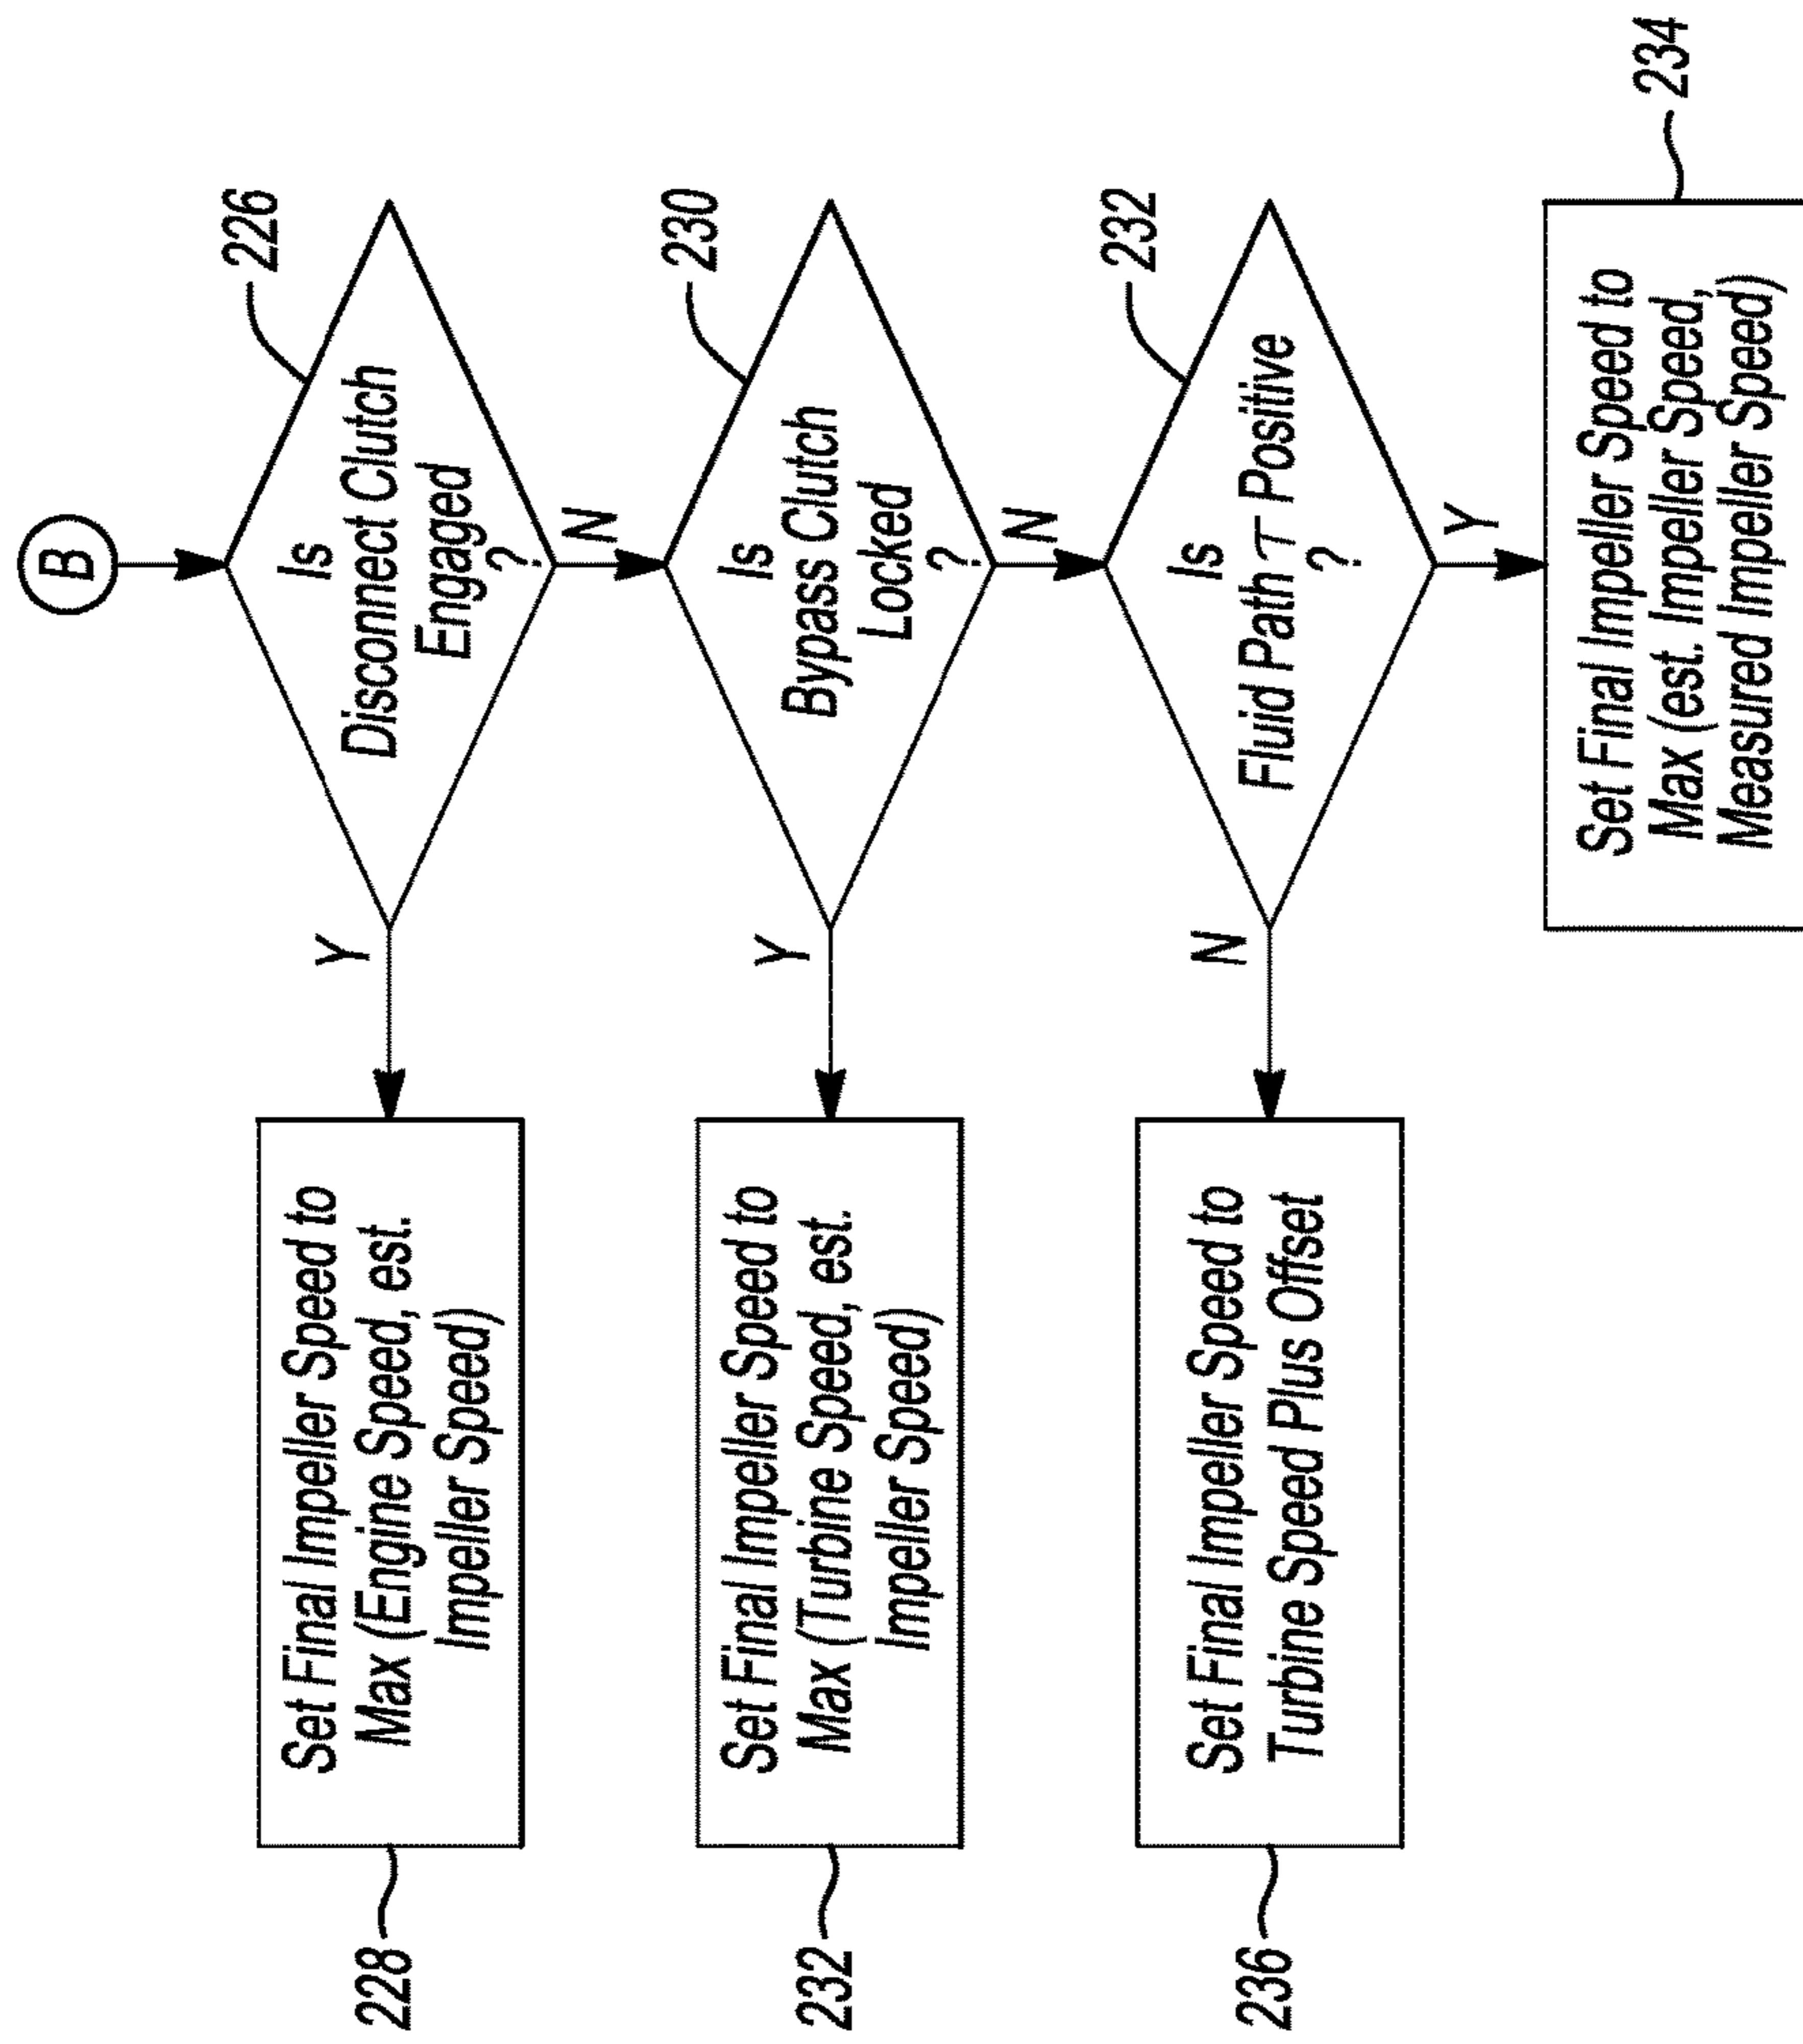 B
226
Is
Disconnect Clutch
Engaged
?
Y
N
228
Set Final Impeller Speed to
Max (Engine Speed, est.
Impeller Speed)
230
Is
Bypass Clutch
Locked
?
Y
N
232
Set Final Impeller Speed to
Max (Turbine Speed, est.
Impeller Speed)
232
Is
Fluid Path τ Positive
?
N
Y
236
Set Final Impeller Speed to
Turbine Speed Plus Offset
234
Set Final Impeller Speed to
Max (est. Impeller Speed,
Measured Impeller Speed)